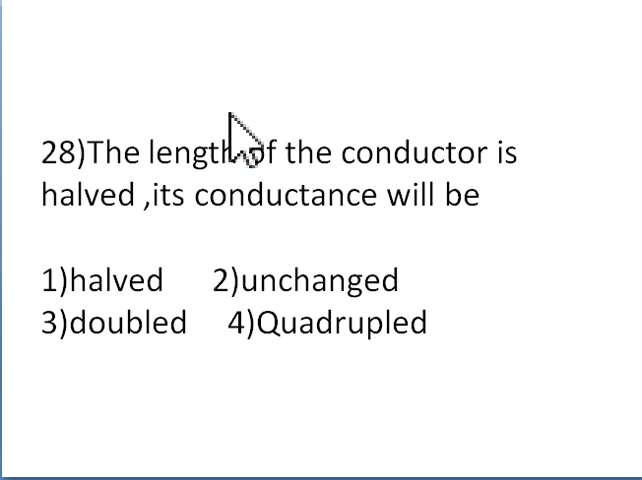 28)The length of the conductor is
halved ,its conductance will be
1)halved 2)unchanged
3)doubled 4)Quadrupled